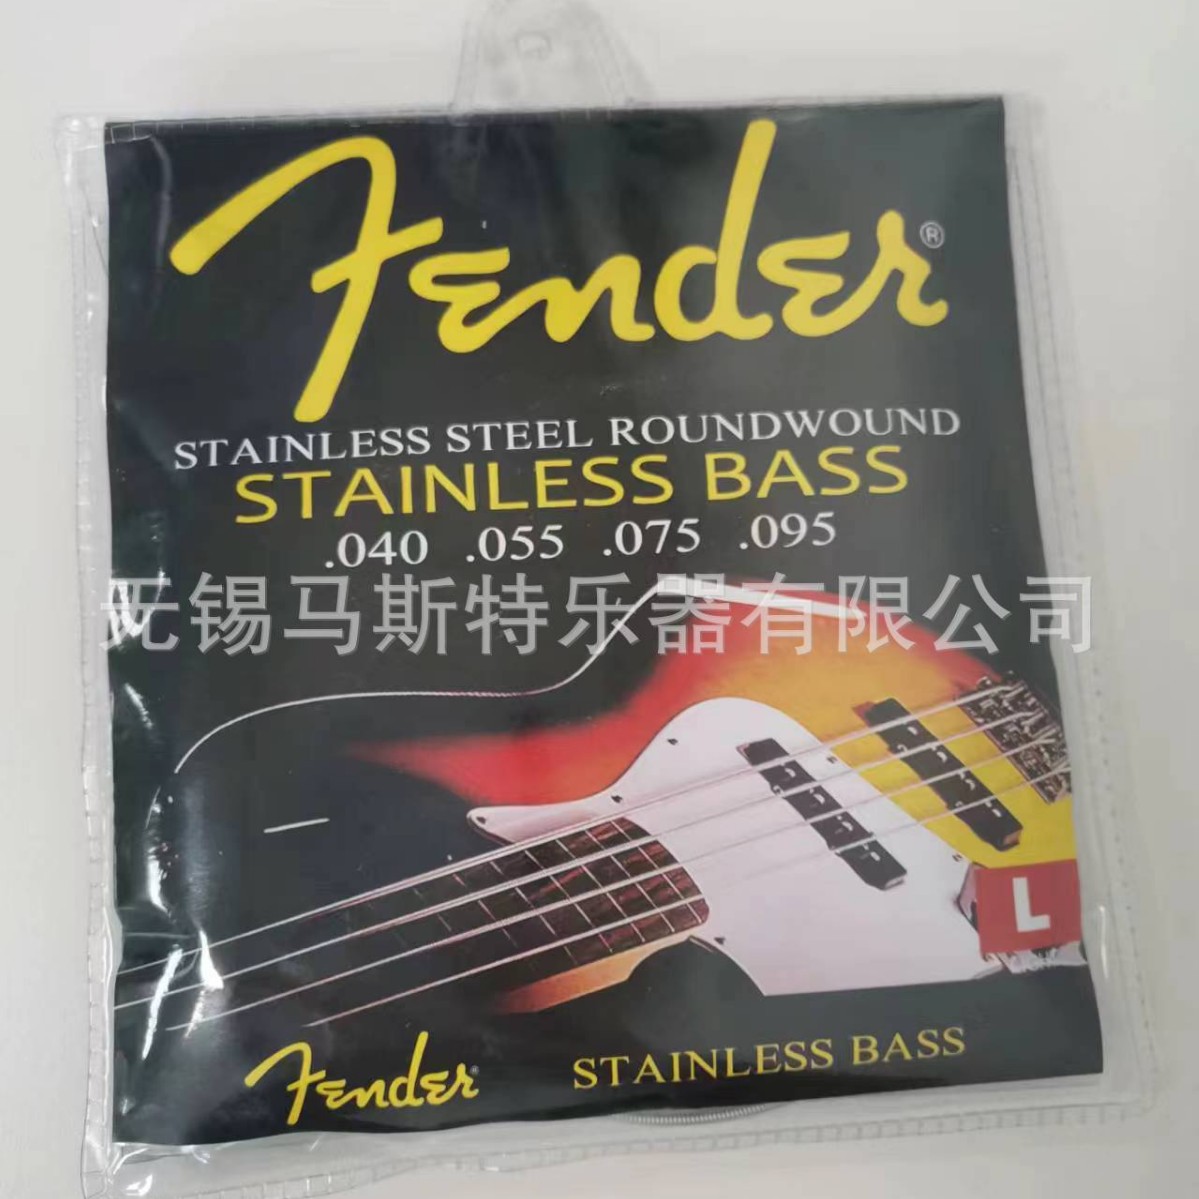 Fender®
STAINLESS STEEL ROUNDWOUND
STAINLESS BASS
.040 .055 .075 .095
无锡马斯特乐器有限公司
L
Fender®
STAINLESS BASS